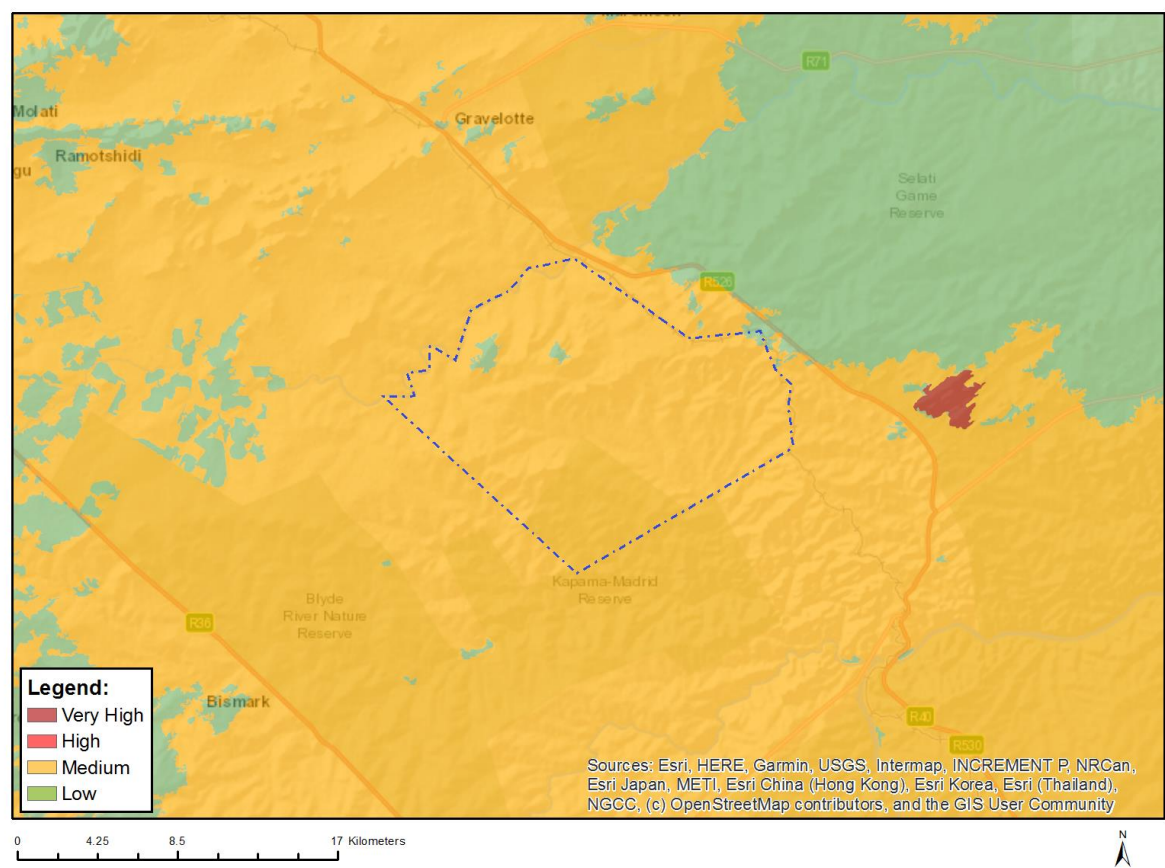 R71
Molati
Gravelotte
Ramotshidi
gu
Selati
Game
Reserve
R526
Kapama-Madrid
Reserve
Blyde
River Nature
Reserve
R36
Bismark
R40
R530
Legend:
Very High
High
Medium
Low
Sources: Esri, HERE, Garmin, USGS, Intermap, INCREMENT P, NRCan,
Esri Japan, METI, Esri China (Hong Kong), Esri Korea, Esri (Thailand),
NGCC, (c) OpenStreetMap contributors, and the GIS User Community
0 4.25 8.5 17 Kilometers
N